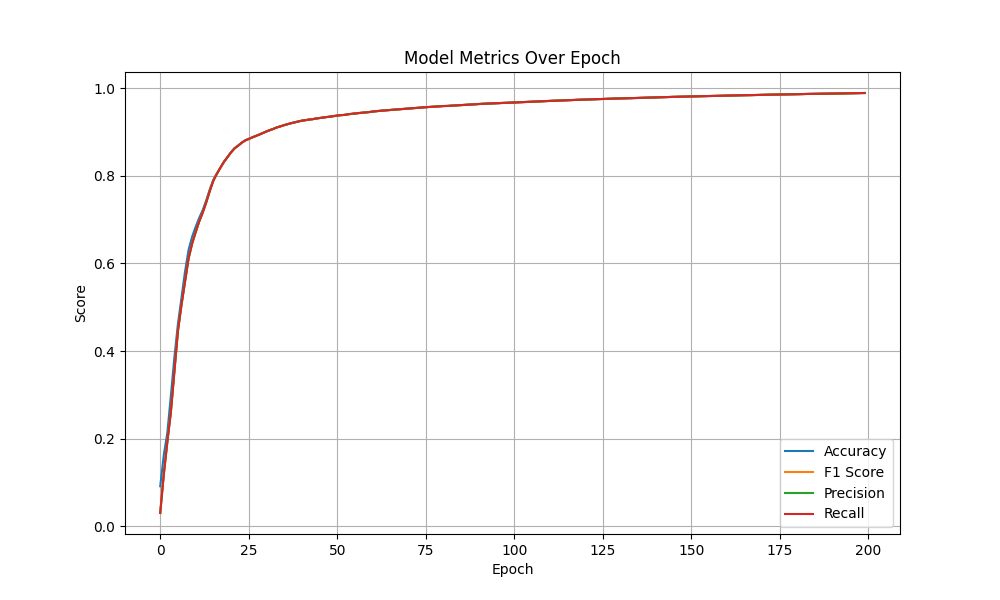 Model Metrics Over Epoch
1.0
0.8
0.6
0.4
0.2
0.0
Score
Accuracy
F1 Score
Precision
Recall
0 25 50 75 100 125 150 175 200
Epoch